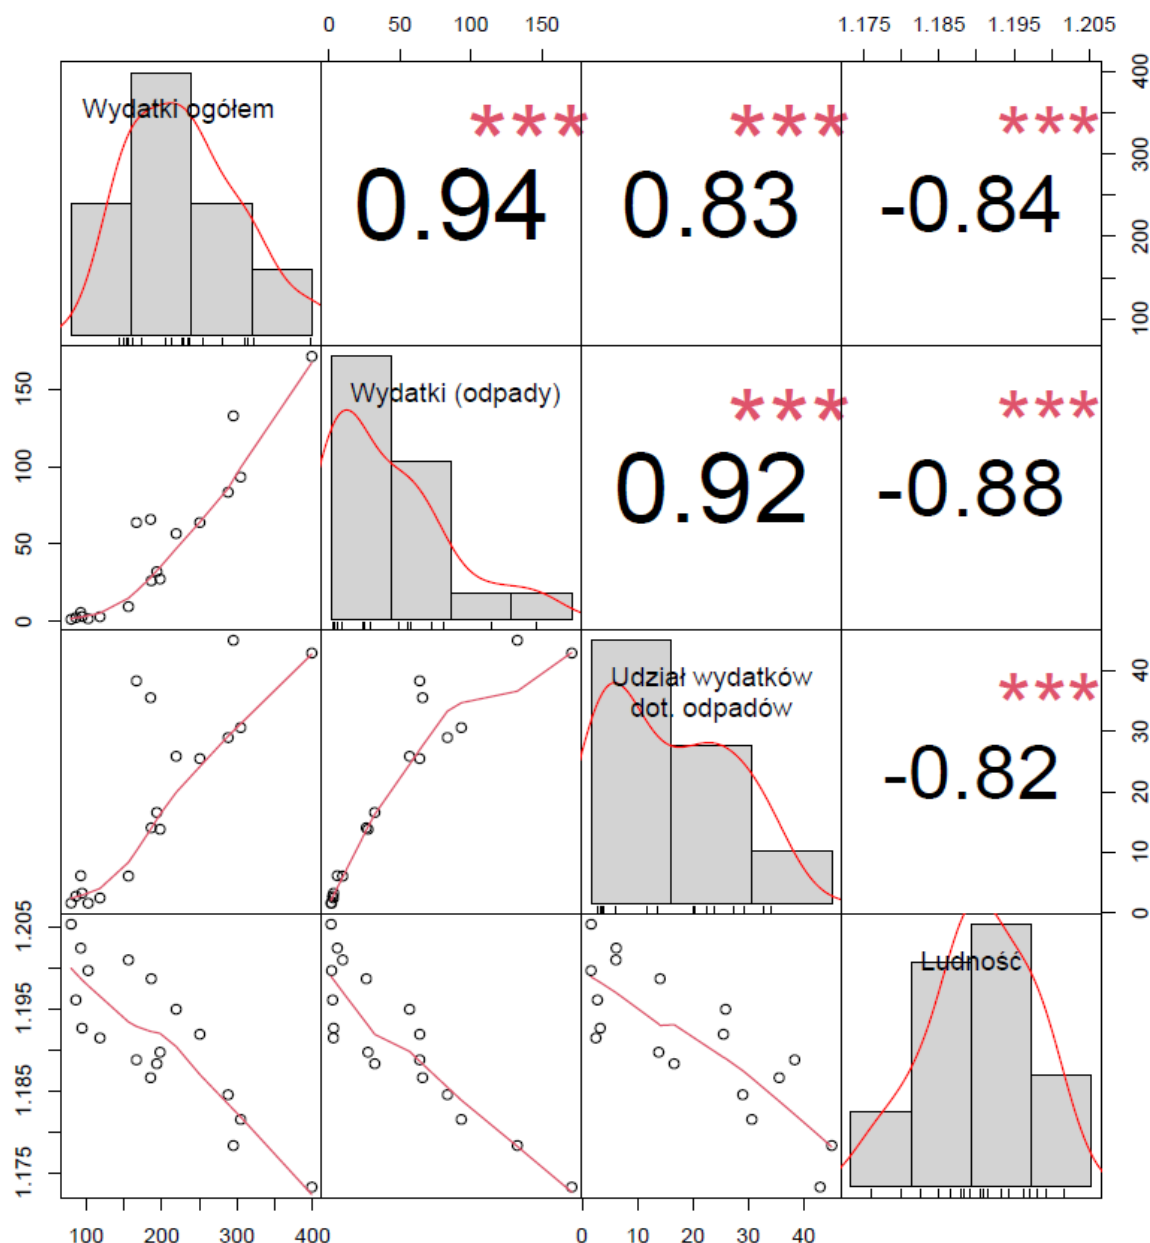 0 50 100 150 1.175 1.185 1.195 1.205
Wydatki ogółem
***
0.94
***
0.83
***
-0.84
100 200 300 400
0 50 100 150
Wydatki (odpady)
***
0.92
***
-0.88
Udział wydatków
dot. odpadów
***
-0.82
0 10 20 30 40
1.175 1.185 1.195 1.205
Ludność
100 200 300 400 0 10 20 30 40